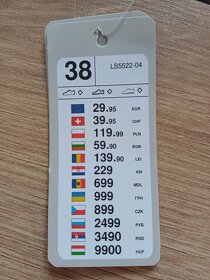 38
LS5522-04
29.95 EUR
39.95 CHF
119.99 PLN
59.90 BGN
139.90 LEI
229 KN
699 MDL
999 ГРН
899 CZK
2499 РУБ
3490 RSD
9900 HUF